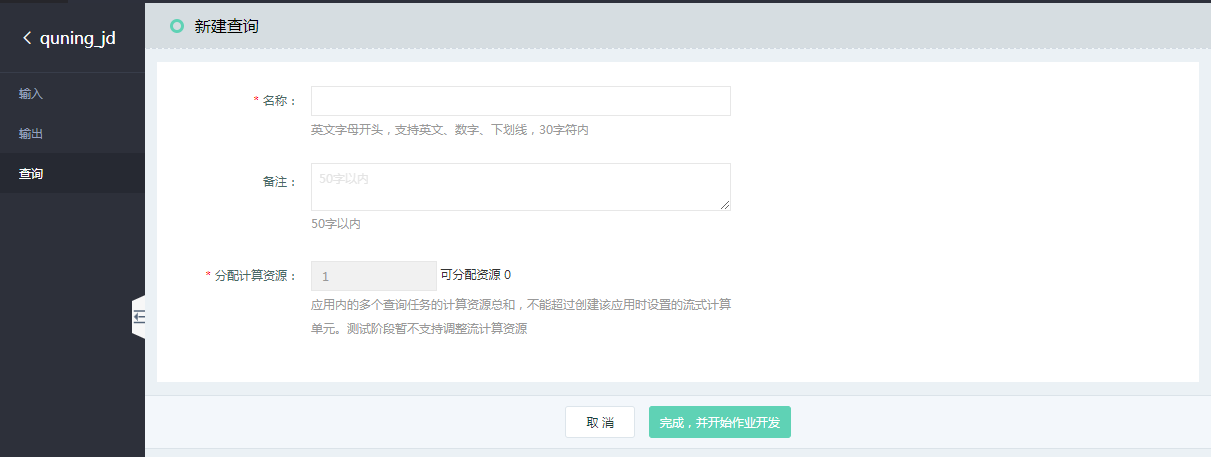 quning_jd
输入
输出
查询
新建查询
* 名称：
英文字母开头，支持英文、数字、下划线，30字符内
备注：
50字以内
50字以内
* 分配计算资源：
1
可分配资源 0
应用内的多个查询任务的计算资源总和，不能超过创建该应用时设置的流式计算
单元。测试阶段暂不支持调整流计算资源
取 消
完成，并开始作业开发